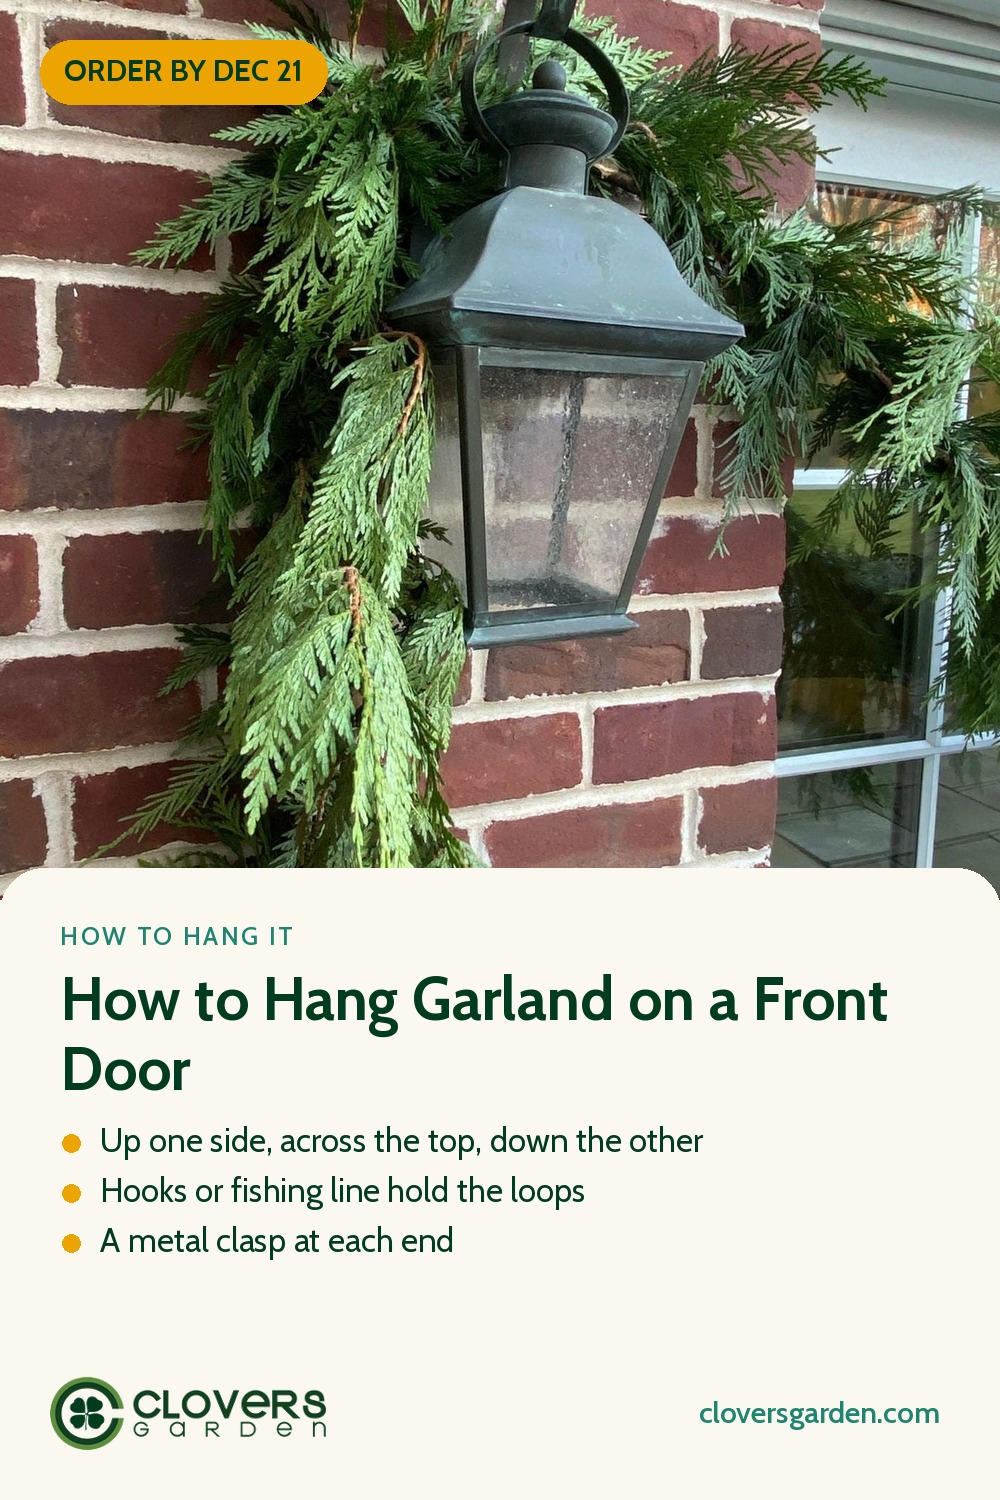 ORDER BY DEC 21
HOW TO HANG IT
How to Hang Garland on a Front
Door
Up one side, across the top, down the other
Hooks or fishing line hold the loops
A metal clasp at each end
CLOVERS
GARDEN
cloversgarden.com